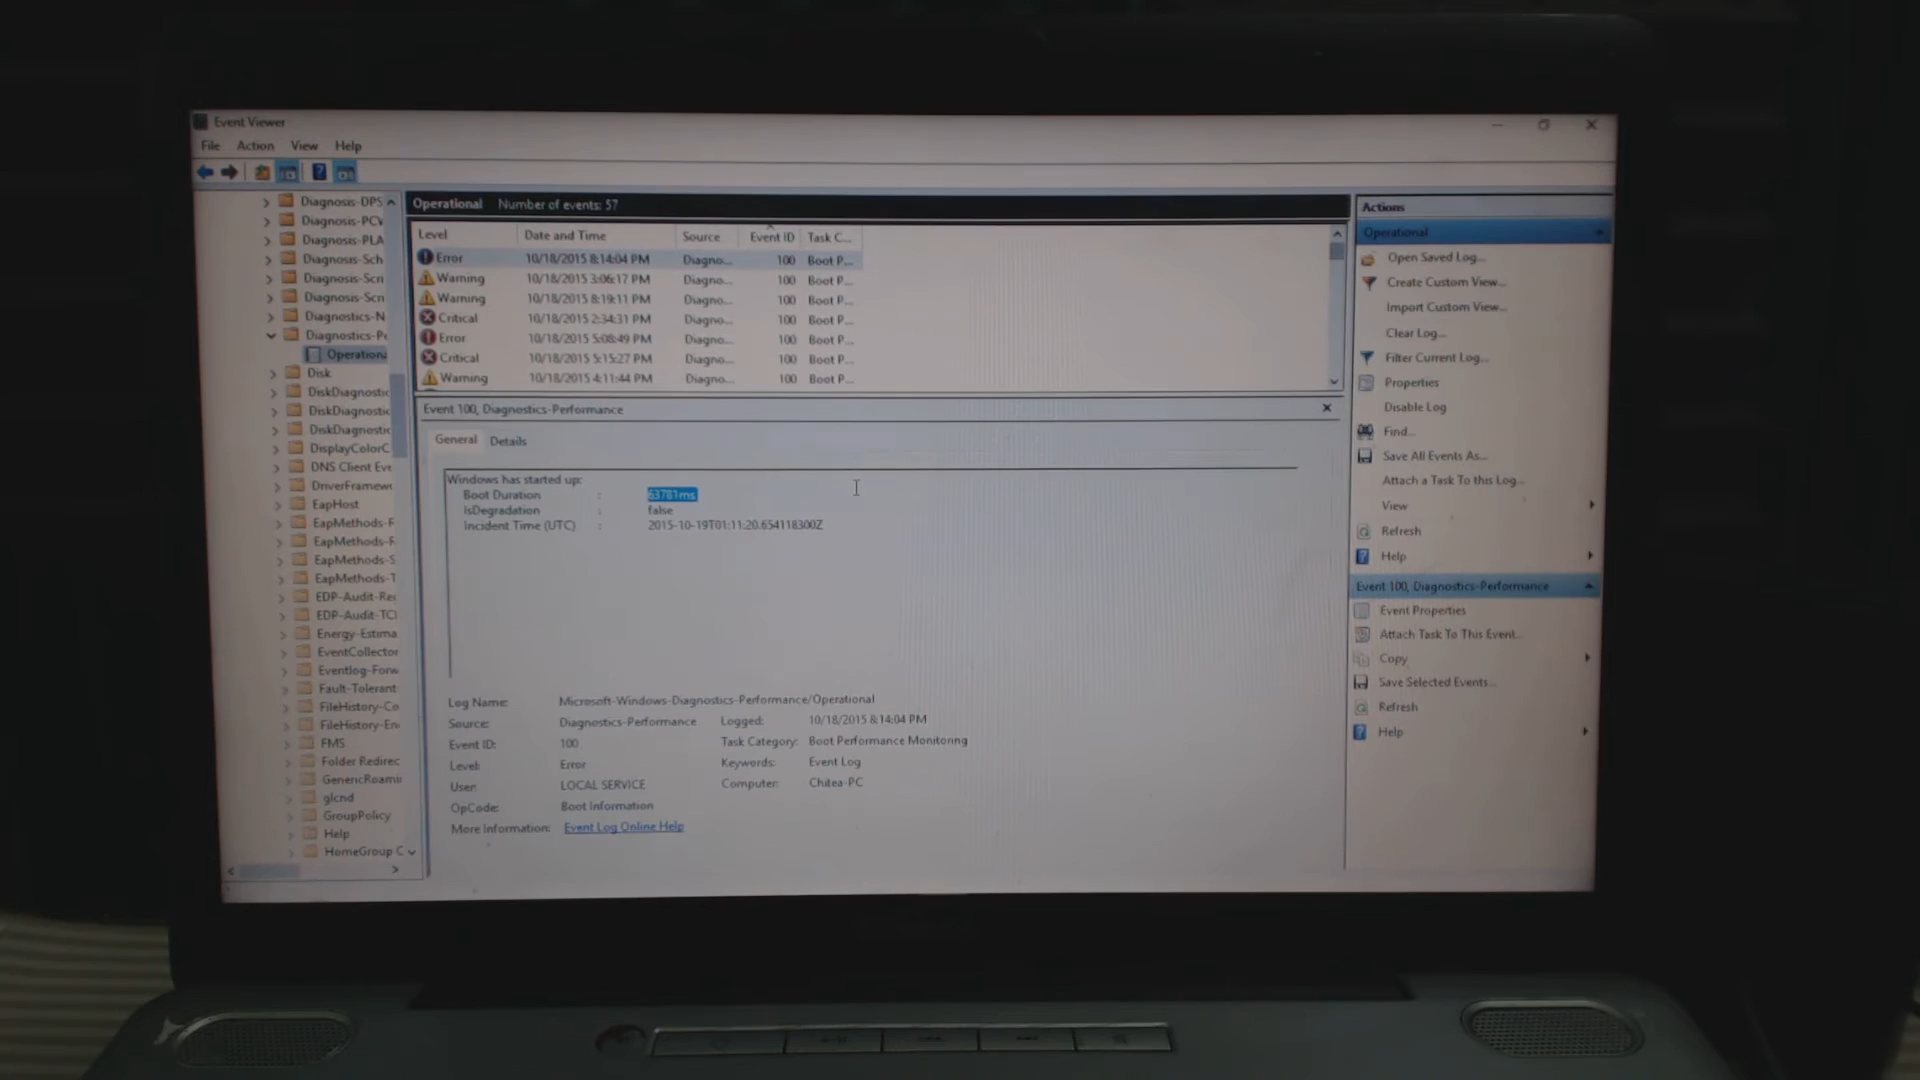 Event Viewer
File Action View Help
Diagnosis-DPS
Diagnosis-PCW
Diagnosis-PLA
Diagnosis-Sch
Diagnosis-Scri
Diagnosis-Scri
Diagnostics-N
Diagnostics-Pe
Operationa
Disk
DiskDiagnostic
DiskDiagnostic
DiskDiagnostic
DisplayColorC
DNS Client Eve
DriverFramewo
EapHost
EapMethods-R
EapMethods-R
EapMethods-S
EapMethods-T
EDP-Audit-Reg
EDP-Audit-TCI
Energy-Estima
EventCollector
Eventlog-Forw
Fault-Tolerant
FileHistory-Co
FileHistory-En
FMS
Folder Redirec
GenericRoami
glcnd
GroupPolicy
Help
HomeGroup C
Operational Number of events: 57
Level Date and Time Source Event ID Task C...
Error 10/18/2015 8:14:04 PM Diagno... 100 Boot P...
Warning 10/18/2015 3:06:17 PM Diagno... 100 Boot P...
Warning 10/18/2015 8:19:11 PM Diagno... 100 Boot P...
Critical 10/18/2015 2:34:31 PM Diagno... 100 Boot P...
Error 10/18/2015 5:08:49 PM Diagno... 100 Boot P...
Critical 10/18/2015 5:15:27 PM Diagno... 100 Boot P...
Warning 10/18/2015 4:11:44 PM Diagno... 100 Boot P...
Event 100, Diagnostics-Performance
General Details
Windows has started up:
Boot Duration : 63781ms
IsDegradation : false
Incident Time (UTC) : 2015-10-19T01:11:20.654118300Z
Log Name: Microsoft-Windows-Diagnostics-Performance/Operational
Source: Diagnostics-Performance Logged: 10/18/2015 8:14:04 PM
Event ID: 100 Task Category: Boot Performance Monitoring
Level: Error Keywords: Event Log
User: LOCAL SERVICE Computer: Chitea-PC
OpCode: Boot Information
More Information: Event Log Online Help
Actions
Operational
Open Saved Log...
Create Custom View...
Import Custom View...
Clear Log...
Filter Current Log...
Properties
Disable Log
Find...
Save All Events As...
Attach a Task To this Log...
View
Refresh
Help
Event 100, Diagnostics-Performance
Event Properties
Attach Task To This Event...
Copy
Save Selected Events...
Refresh
Help